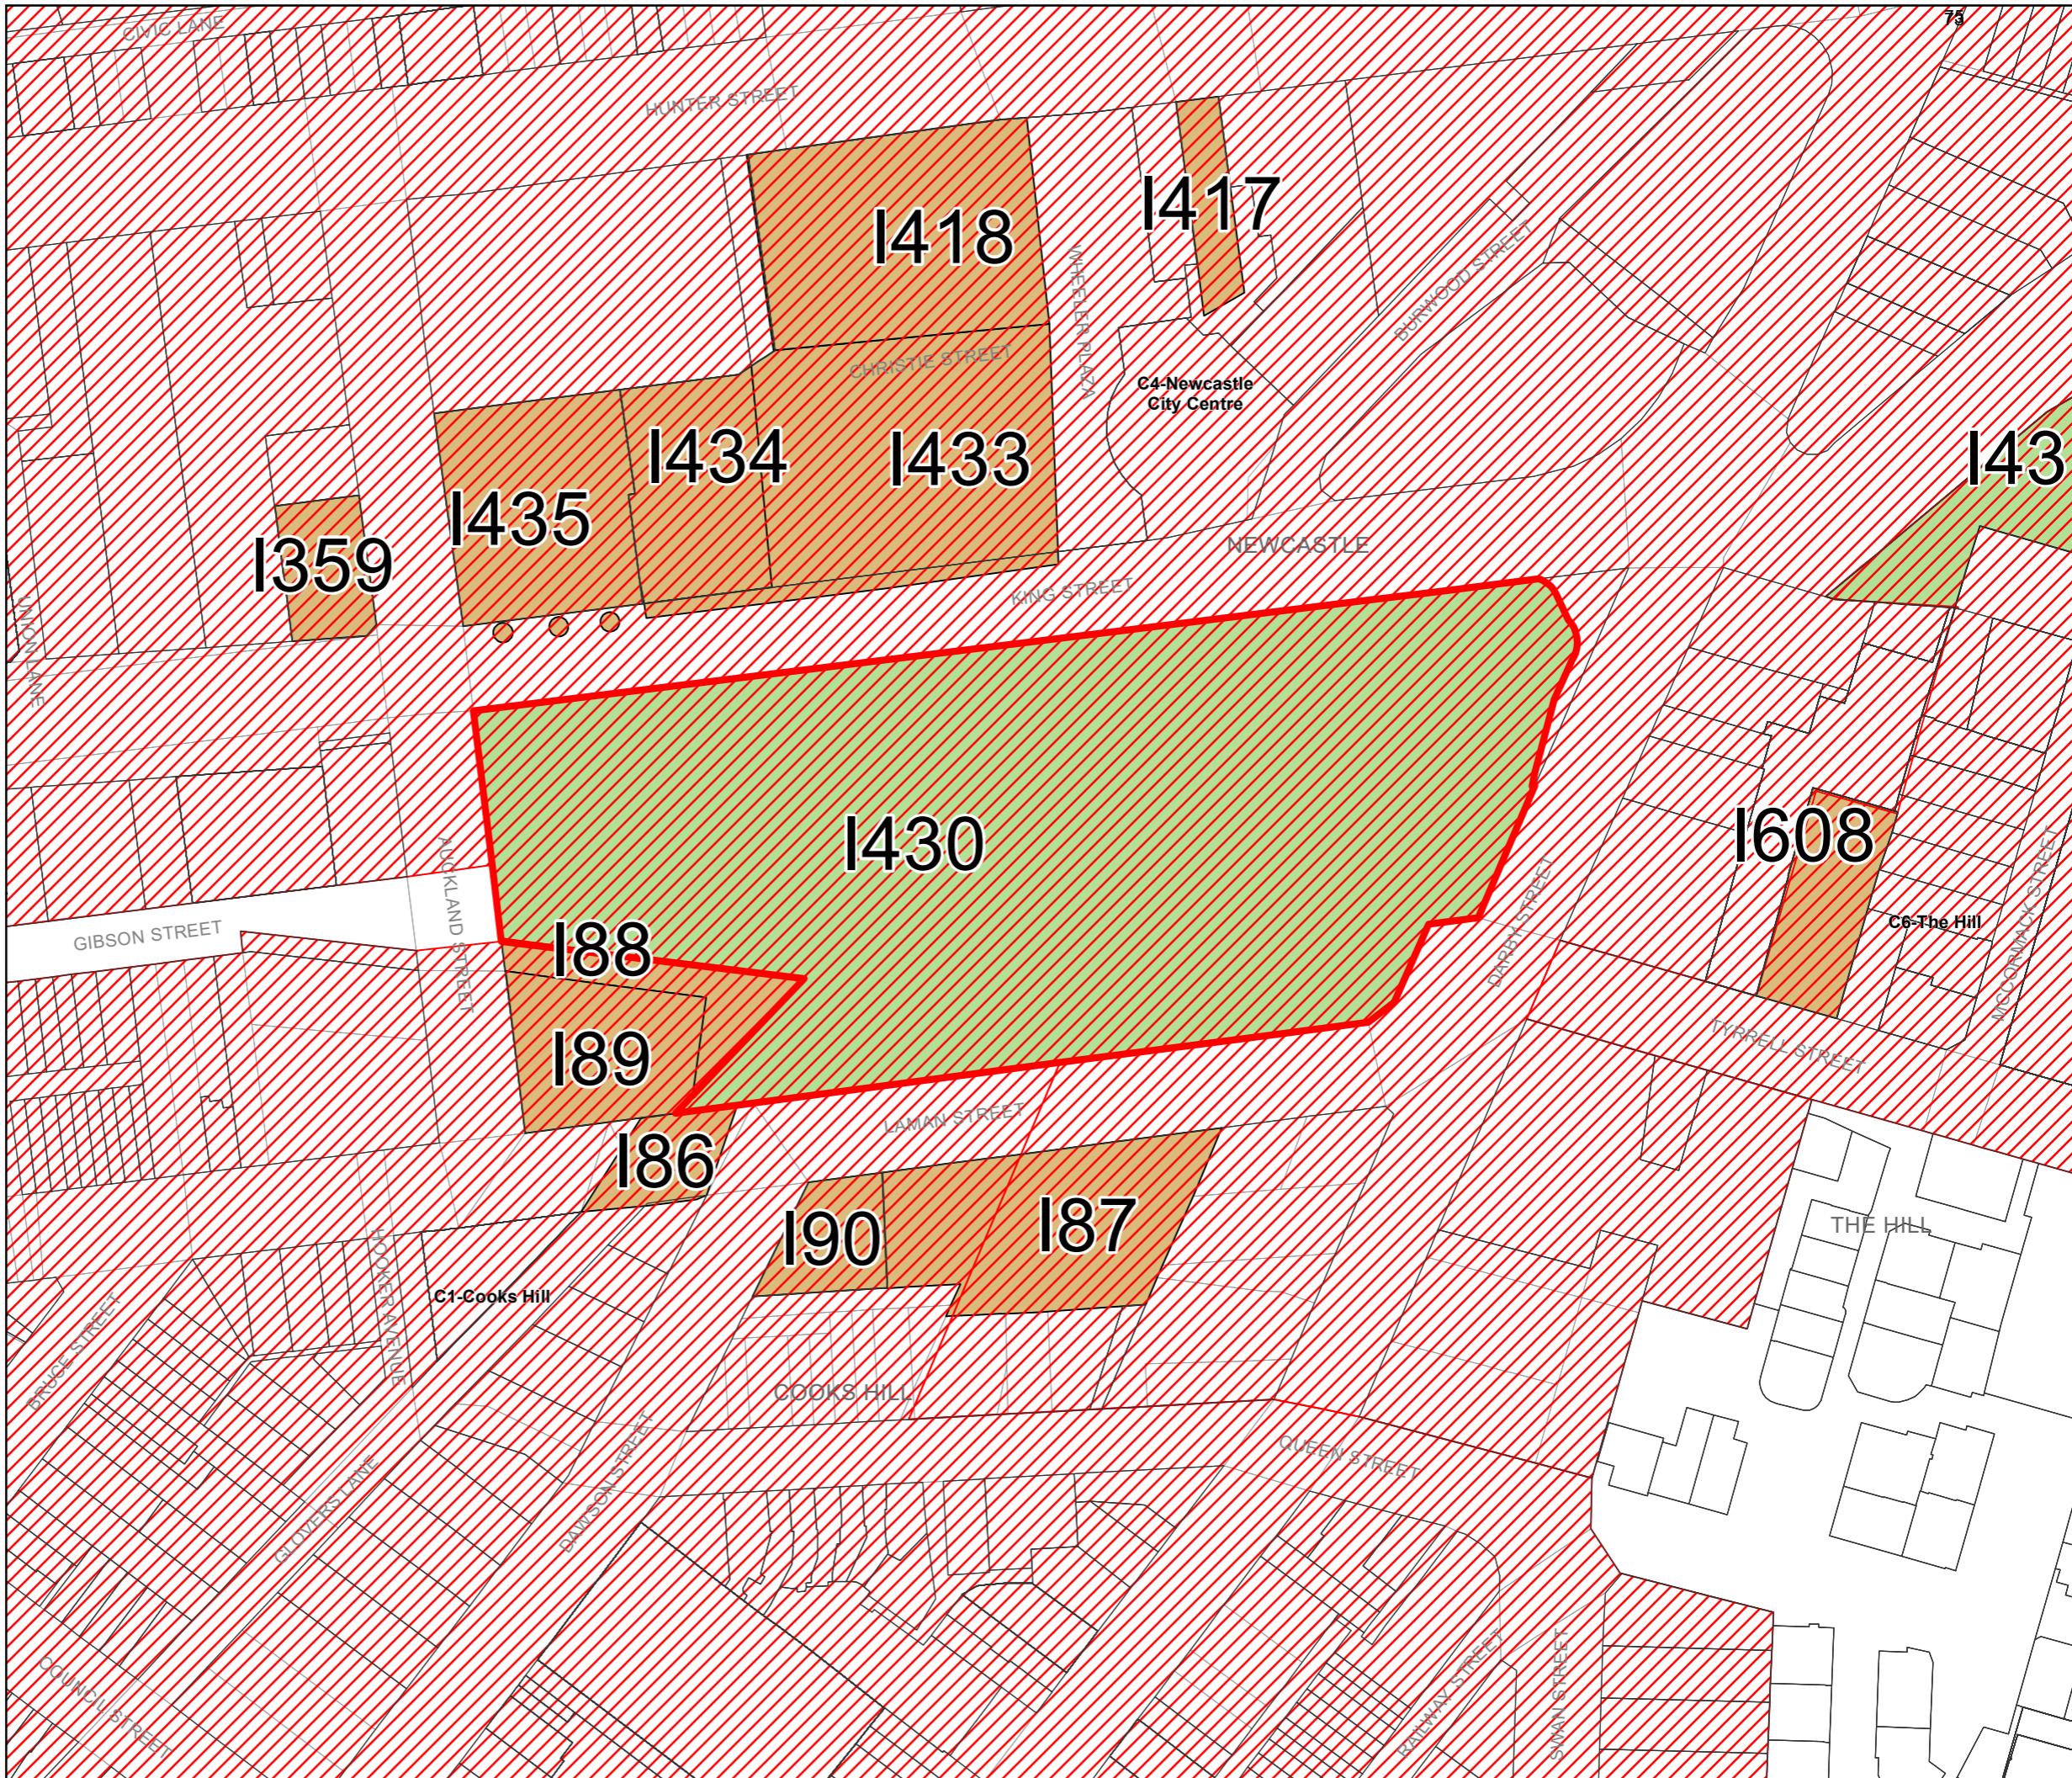 75
CIVIC LANE
HUNTER STREET
I417
I418
WHEELER PLAZA
BURWOOD STREET
CHRISTIE STREET
C4-Newcastle
City Centre
I434
I433
I43
I435
I359
NEWCASTLE
KING STREET
UNION LANE
I430
I608
AUCKLAND STREET
DARBY STREET
MCCORMACK STREET
C6-The Hill
GIBSON STREET
I88
I89
TYRRELL STREET
LAMAN STREET
I86
I90
I87
THE HILL
HOOKER AVENUE
C1-Cooks Hill
BRUCE STREET
COOKS HILL
QUEEN STREET
GLOVERS LANE
DAWSON STREET
COUNCIL STREET
RAILWAY STREET
SWAN STREET